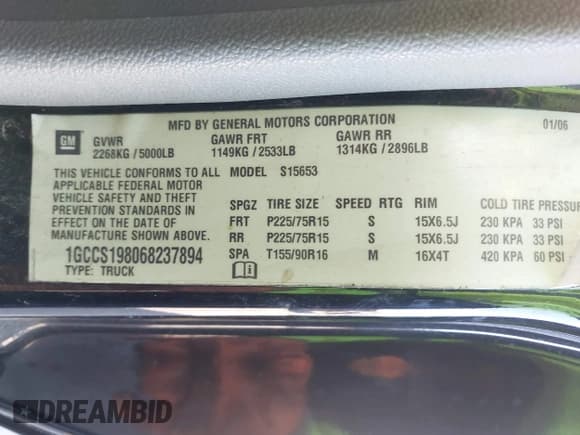 MFD BY GENERAL MOTORS CORPORATION 01/06
GM GVWR GAWR FRT GAWR RR
2268KG / 5000LB 1149KG / 2533LB 1314KG / 2896LB
THIS VEHICLE CONFORMS TO ALL MODEL S15653
APPLICABLE FEDERAL MOTOR
VEHICLE SAFETY AND THEFT
PREVENTION STANDARDS IN
EFFECT ON THE DATE OF
MANUFACTURE SHOWN ABOVE.
1GCCS198068237894
TYPE: TRUCK
SPGZ TIRE SIZE SPEED RTG RIM COLD TIRE PRESSUR
FRT P225/75R15 S 15X6.5J 230 KPA 33 PSI
RR P225/75R15 S 15X6.5J 230 KPA 33 PSI
SPA T155/90R16 M 16X4T 420 KPA 60 PSI
DREAMBID